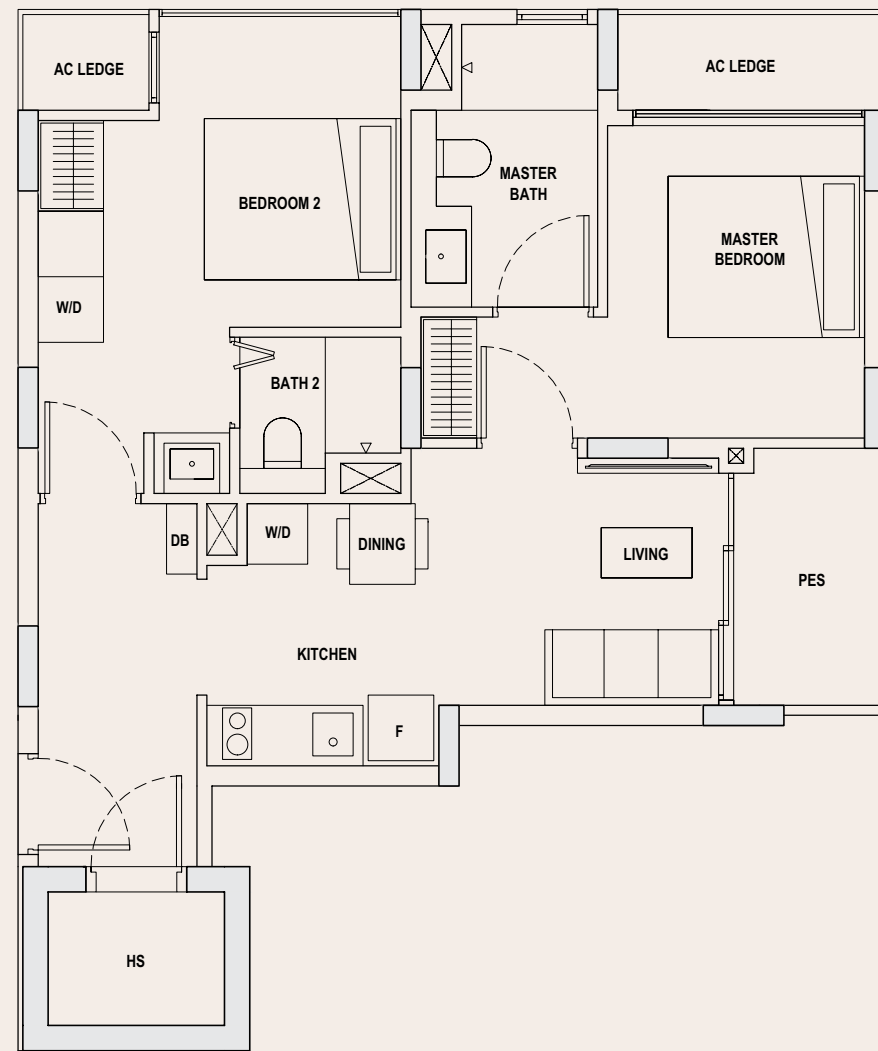 AC LEDGE
AC LEDGE
MASTER
BATH
BEDROOM 2
MASTER
BEDROOM
W/D
BATH 2
DB
W/D
DINING
LIVING
PES
KITCHEN
F
HS